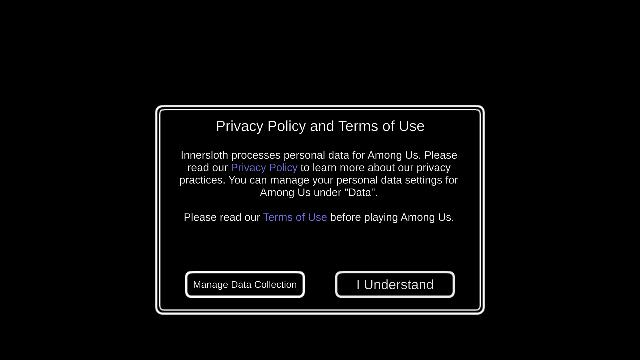 Privacy Policy and Terms of Use
Innersloth processes personal data for Among Us. Please
read our Privacy Policy to learn more about our privacy
practices. You can manage your personal data settings for
Among Us under "Data".
Please read our Terms of Use before playing Among Us.
Manage Data Collection
I Understand